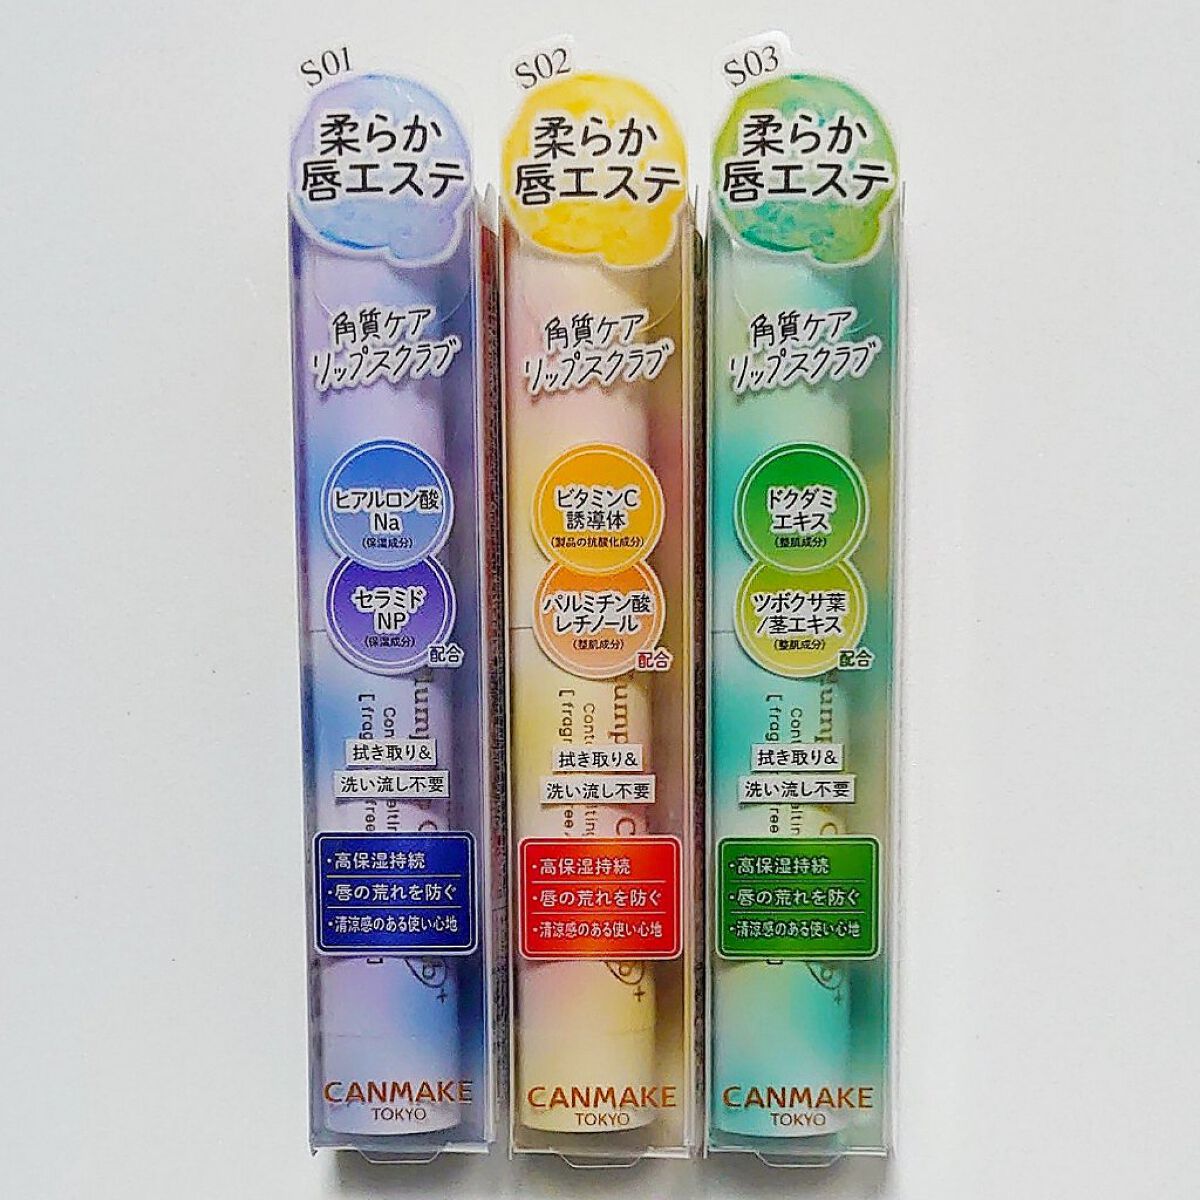 S01
柔らか
唇エステ
角質ケア
リップスクラブ
ヒアルロン酸
Na
(保湿成分)
セラミド
NP
(保湿成分)
配合
拭き取り&
洗い流し不要
・高保湿持続
・唇の荒れを防ぐ
・清涼感のある使い心地
CANMAKE
TOKYO
S02
柔らか
唇エステ
角質ケア
リップスクラブ
ビタミンC
誘導体
(製品の抗酸化成分)
パルミチン酸
レチノール
(整肌成分)
配合
拭き取り&
洗い流し不要
・高保湿持続
・唇の荒れを防ぐ
・清涼感のある使い心地
CANMAKE
TOKYO
S03
柔らか
唇エステ
角質ケア
リップスクラブ
ドクダミ
エキス
(整肌成分)
ツボクサ葉
/茎エキス
(整肌成分)
配合
拭き取り&
洗い流し不要
・高保湿持続
・唇の荒れを防ぐ
・清涼感のある使い心地
CANMAKE
TOKYO